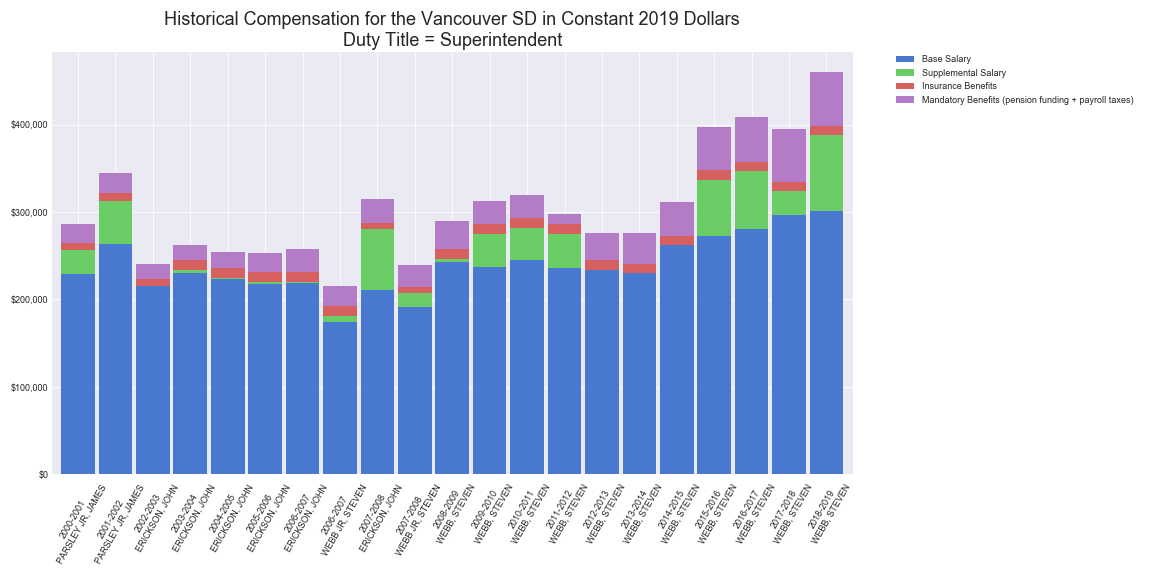 Historical Compensation for the Vancouver SD in Constant 2019 Dollars
Duty Title = Superintendent
Base Salary
Supplemental Salary
Insurance Benefits
Mandatory Benefits (pension funding + payroll taxes)
$400,000
$300,000
$200,000
$100,000
$0
2000-2001
PARSLEY JR, JAMES
2001-2002
PARSLEY JR, JAMES
2002-2003
ERICKSON, JOHN
2003-2004
ERICKSON, JOHN
2004-2005
ERICKSON, JOHN
2005-2006
ERICKSON, JOHN
2006-2007
ERICKSON, JOHN
2006-2007
WEBB JR, STEVEN
2007-2008
ERICKSON, JOHN
2007-2008
WEBB JR, STEVEN
2008-2009
WEBB, STEVEN
2009-2010
WEBB, STEVEN
2010-2011
WEBB, STEVEN
2011-2012
WEBB, STEVEN
2012-2013
WEBB, STEVEN
2013-2014
WEBB, STEVEN
2014-2015
WEBB, STEVEN
2015-2016
WEBB, STEVEN
2016-2017
WEBB, STEVEN
2017-2018
WEBB, STEVEN
2018-2019
WEBB, STEVEN